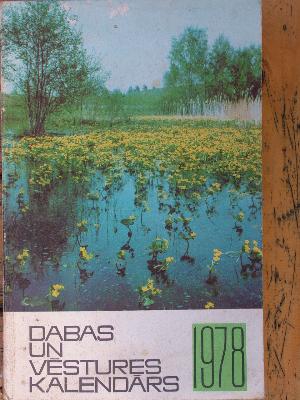 DABAS
UN
VĒSTURES
KALENDĀRS
1978